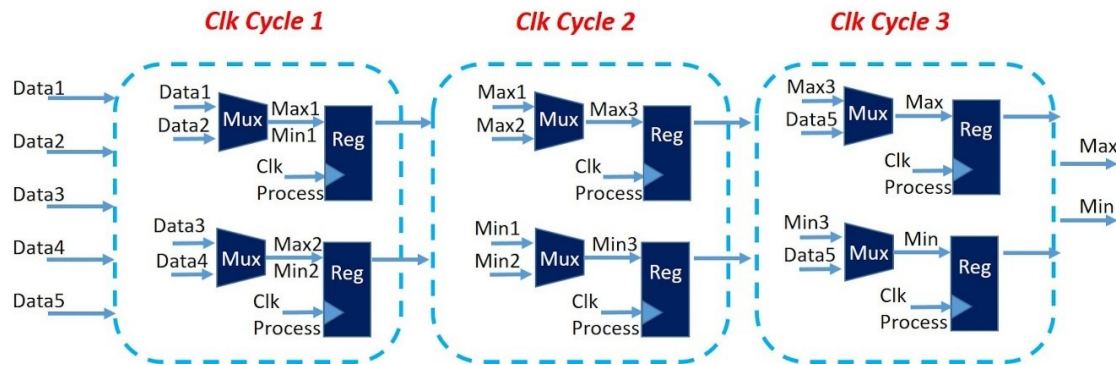 Clk Cycle 1
Clk Cycle 2
Clk Cycle 3
Data1
Data2
Data3
Data4
Data5
Data1
Data2
Mux
Max1
Min1
Reg
Clk
Process
Data3
Data4
Mux
Max2
Min2
Reg
Clk
Process
Max1
Max2
Mux
Max3
Reg
Clk
Process
Min1
Min2
Mux
Min3
Reg
Clk
Process
Max3
Data5
Mux
Max
Reg
Clk
Process
Min3
Data5
Mux
Min
Reg
Clk
Process
Max
Min